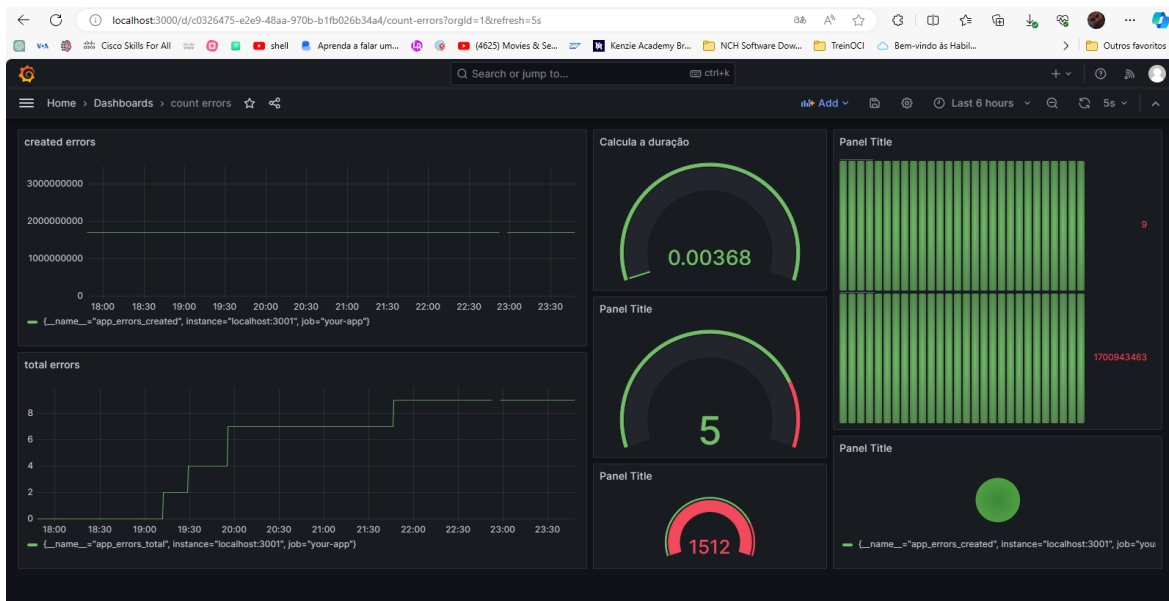 localhost:3000/d/c0326475-e2e9-48aa-970b-b1fb026b34a4/count-errors?orgId=1&refresh=5s
Cisco Skills For All
shell
Aprenda a falar um...
(4625) Movies & Se...
Kenzie Academy Br...
NCH Software Dow...
TreinOCI
Bem-vindo às Habil...
Outros favoritos
Search or jump to...
ctrl+k
Home › Dashboards › count errors
Add
Last 6 hours
5s
created errors
3000000000
2000000000
1000000000
0
18:00 18:30 19:00 19:30 20:00 20:30 21:00 21:30 22:00 22:30 23:00 23:30
{__name__="app_errors_created", instance="localhost:3001", job="your-app"}
total errors
8
6
4
2
0
18:00 18:30 19:00 19:30 20:00 20:30 21:00 21:30 22:00 22:30 23:00 23:30
{__name__="app_errors_total", instance="localhost:3001", job="your-app"}
Calcula a duração
0.00368
Panel Title
5
Panel Title
1512
Panel Title
9
1700943463
Panel Title
{__name__="app_errors_created", instance="localhost:3001", job="you